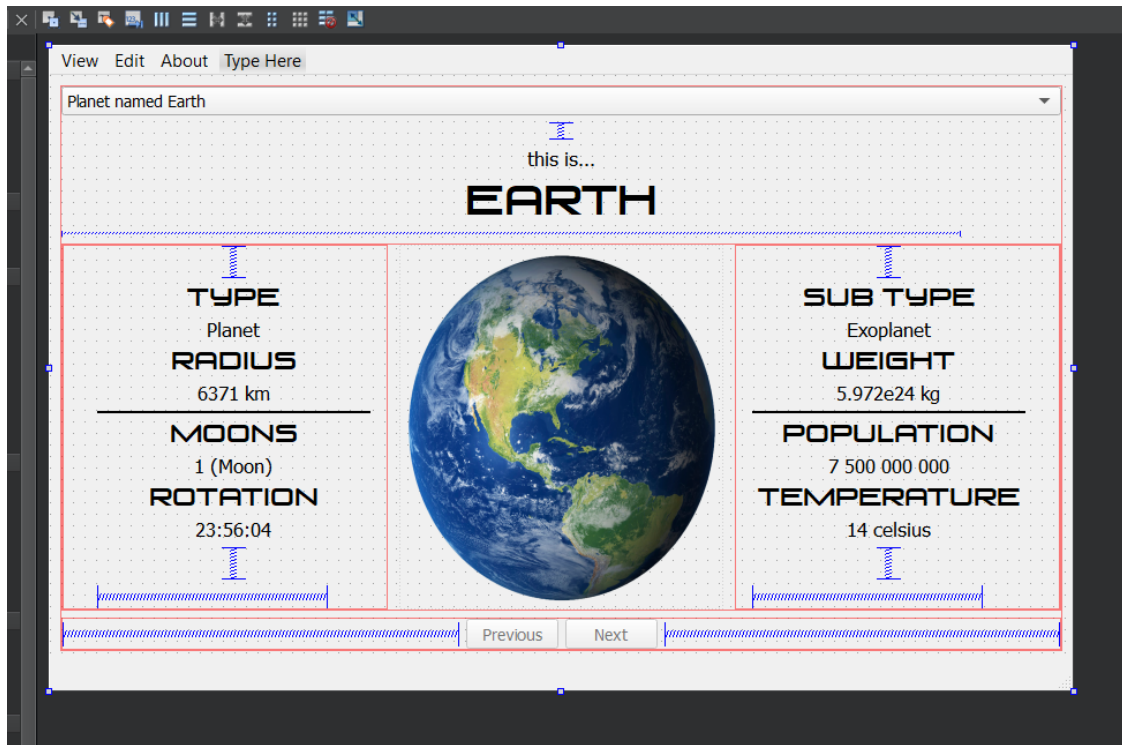 View Edit About Type Here
Planet named Earth
this is...
EARTH
TYPE
Planet
RADIUS
6371 km
MOONS
1 (Moon)
ROTATION
23:56:04
SUB TYPE
Exoplanet
WEIGHT
5.972e24 kg
POPULATION
7 500 000 000
TEMPERATURE
14 celsius
Previous Next